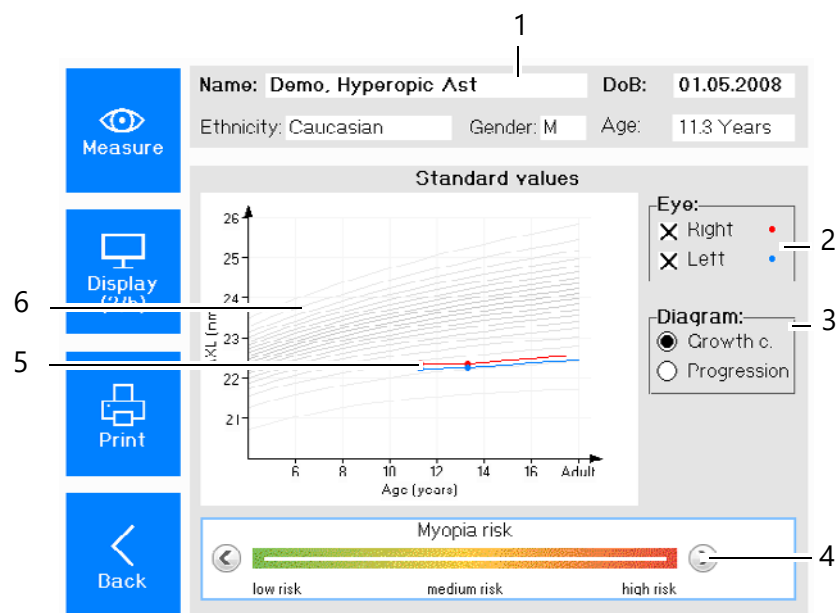 1
Name: Demo, Hyperopic Ast DoB: 01.05.2008
Ethnicity: Caucasian Gender: M Age: 11.3 Years
Measure
Standard values
Eye:
Right
Left
2
Display
Diagram:
3
Growth c.
Progression
26
25
24
23
22
21
6
5
6 8 10 12 14 16 Adult
Age (years)
Print
Myopia risk
4
low risk medium risk high risk
Back